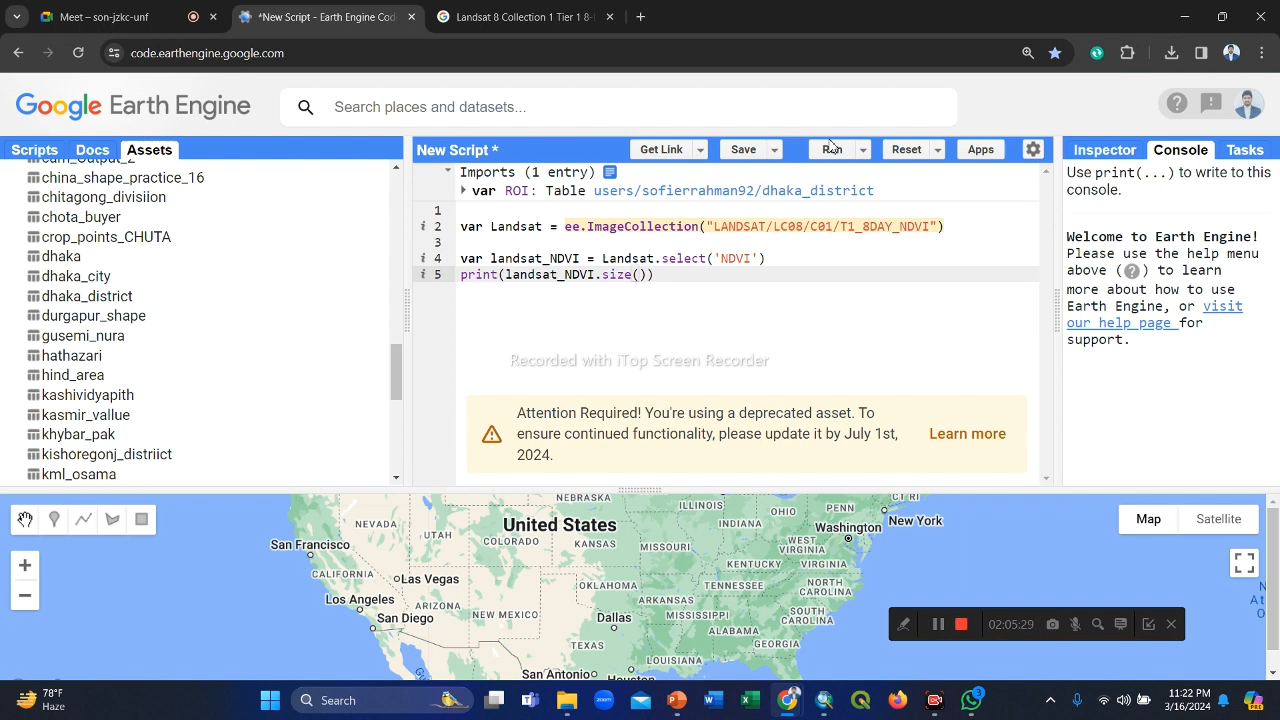 Meet – son-jzkc-unf
*New Script - Earth Engine Co
Landsat 8 Collection 1 Tier 1 8-
code.earthengine.google.com
Google Earth Engine
Search places and datasets...
Scripts Docs Assets
china_shape_practice_16
chitagong_divisiion
chota_buyer
crop_points_CHUTA
dhaka
dhaka_city
dhaka_district
durgapur_shape
gusemi_nura
hathazari
hind_area
kashividyapith
kasmir_vallue
khybar_pak
kishoregonj_distriict
kml_osama
New Script *
Get Link
Save
Run
Reset
Apps
Imports (1 entry)
var ROI: Table users/sofierrahman92/dhaka_district
1
i 2 var Landsat = ee.ImageCollection("LANDSAT/LC08/C01/T1_8DAY_NDVI")
3
i 4 var landsat_NDVI = Landsat.select('NDVI')
i 5 print(landsat_NDVI.size())
Recorded with iTop Screen Recorder
Attention Required! You're using a deprecated asset. To
ensure continued functionality, please update it by July 1st,
2024.
Learn more
Inspector Console Tasks
Use print(...) to write to this
console.
Welcome to Earth Engine!
Please use the help menu
above (?) to learn
more about how to use
Earth Engine, or visit
our help page for
support.
Map
Satellite
NEBRASKA
United States
NEVADA
UTAH
COLORADO
KANSAS
MISSOURI
ILLINOIS
INDIANA
OHIO
PENN
CT RI
New York
Washington
WEST
VIRGINIA
VIRGINIA
KENTUCKY
San Francisco
CALIFORNIA
Las Vegas
OKLAHOMA
TENNESSEE
NORTH
CAROLINA
Los Angeles
ARIZONA
NEW MEXICO
ARKANSAS
SOUTH
CAROLINA
San Diego
Dallas
MISSISSIPPI
ALABAMA
GEORGIA
TEXAS
LOUISIANA
San Antonio
Houston
02:05:29
78°F
Haze
Search
zoom
3
11:22 PM
3/16/2024